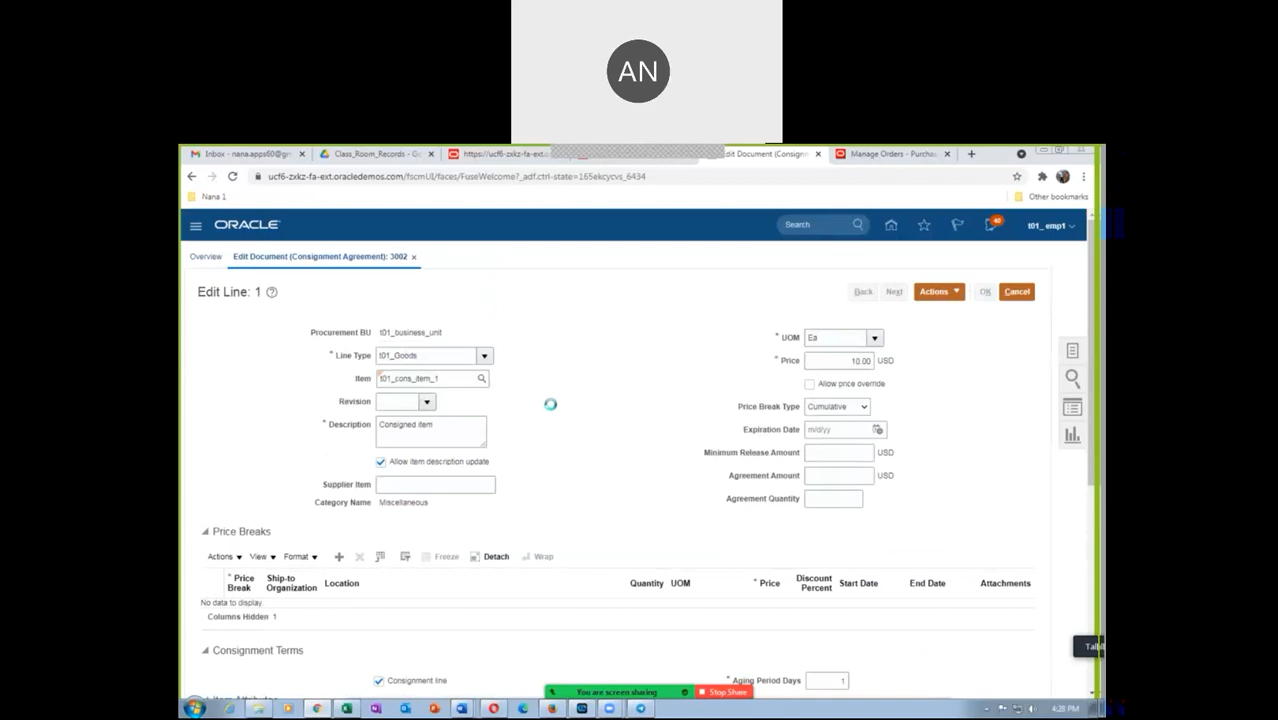 AN
Inbox - nana.apps60@gm
Class_Room_Records - Go
https://ucf6-zxkz-fa-ext.
dit Document (Consignm
Manage Orders - Purchas
ucf6-zxkz-fa-ext.oracledemos.com/fscmUI/faces/FuseWelcome?_adf.ctrl-state=165ekcycvs_6434
Nana 1
Other bookmarks
ORACLE
Search
40
t01_emp1
Overview
Edit Document (Consignment Agreement): 3002
Edit Line: 1
Back Next Actions OK Cancel
Procurement BU t01_business_unit
* Line Type t01_Goods
Item t01_cons_item_1
Revision
* Description Consigned item
Allow item description update
Supplier Item
Category Name Miscellaneous
* UOM Ea
* Price 10.00 USD
Allow price override
Price Break Type Cumulative
Expiration Date m/d/yy
Minimum Release Amount USD
Agreement Amount USD
Agreement Quantity
Price Breaks
Actions View Format Freeze Detach Wrap
* Price Break Ship-to Organization Location Quantity UOM * Price Discount Percent Start Date End Date Attachments
No data to display.
Columns Hidden 1
Consignment Terms
Consignment line
* Aging Period Days 1
You are screen sharing
Stop Share
4:28 PM